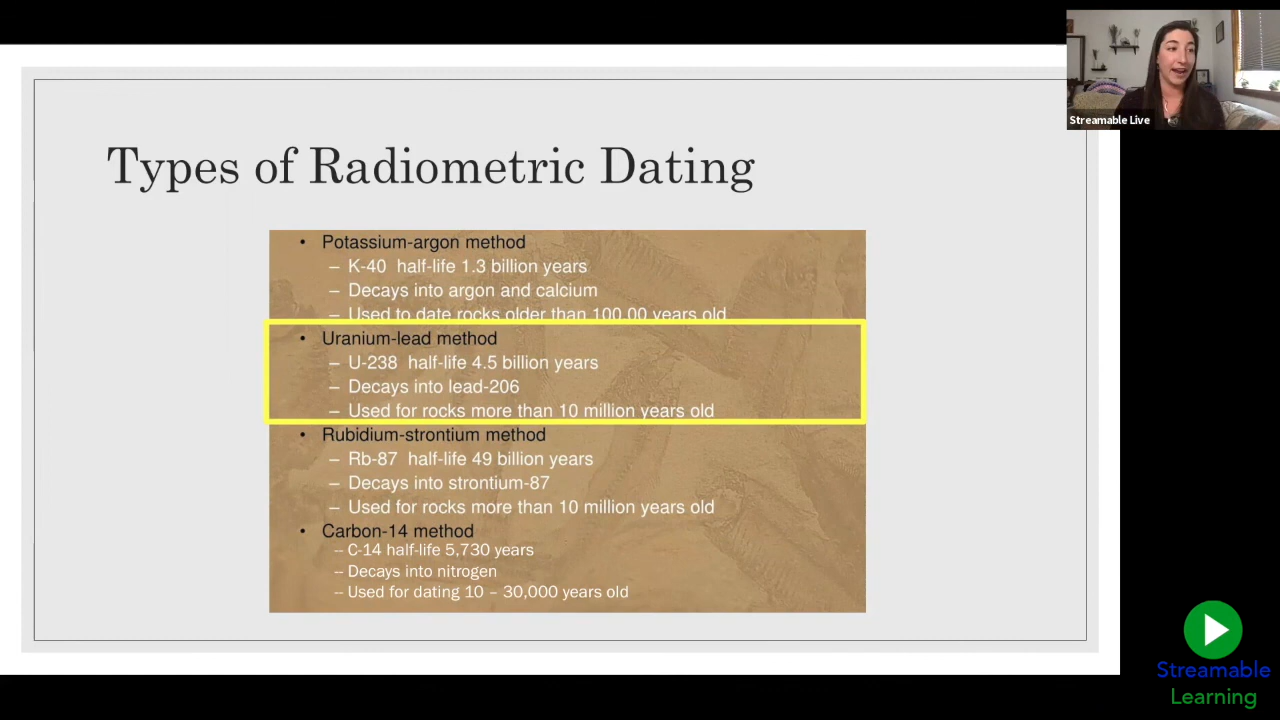 Streamable Live
Types of Radiometric Dating
• Potassium-argon method
– K-40 half-life 1.3 billion years
– Decays into argon and calcium
– Used to date rocks older than 100,00 years old
• Uranium-lead method
– U-238 half-life 4.5 billion years
– Decays into lead-206
– Used for rocks more than 10 million years old
• Rubidium-strontium method
– Rb-87 half-life 49 billion years
– Decays into strontium-87
– Used for rocks more than 10 million years old
• Carbon-14 method
-- C-14 half-life 5,730 years
-- Decays into nitrogen
-- Used for dating 10 – 30,000 years old
Streamable
Learning